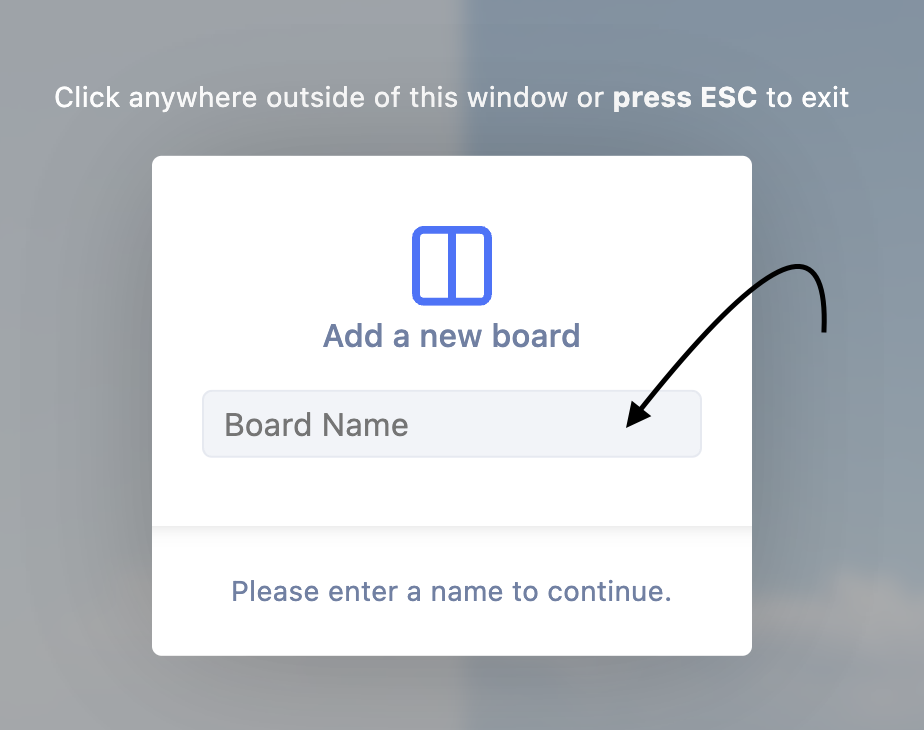 Click anywhere outside of this window or press ESC to exit
Add a new board
Board Name
Please enter a name to continue.